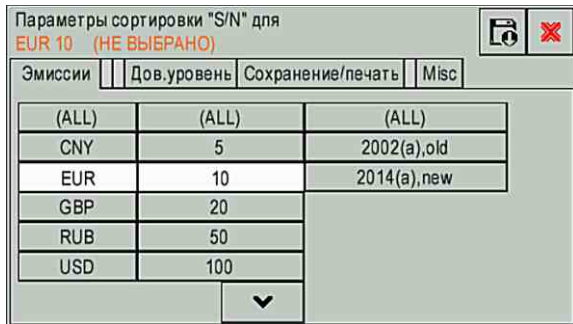 Параметры сортировки "S/N" для
EUR 10 (НЕ ВЫБРАНО)
Эмиссии Дов.уровень Сохранение/печать Misc
(ALL) (ALL) (ALL)
CNY 5 2002(a),old
EUR 10 2014(a),new
GBP 20
RUB 50
USD 100